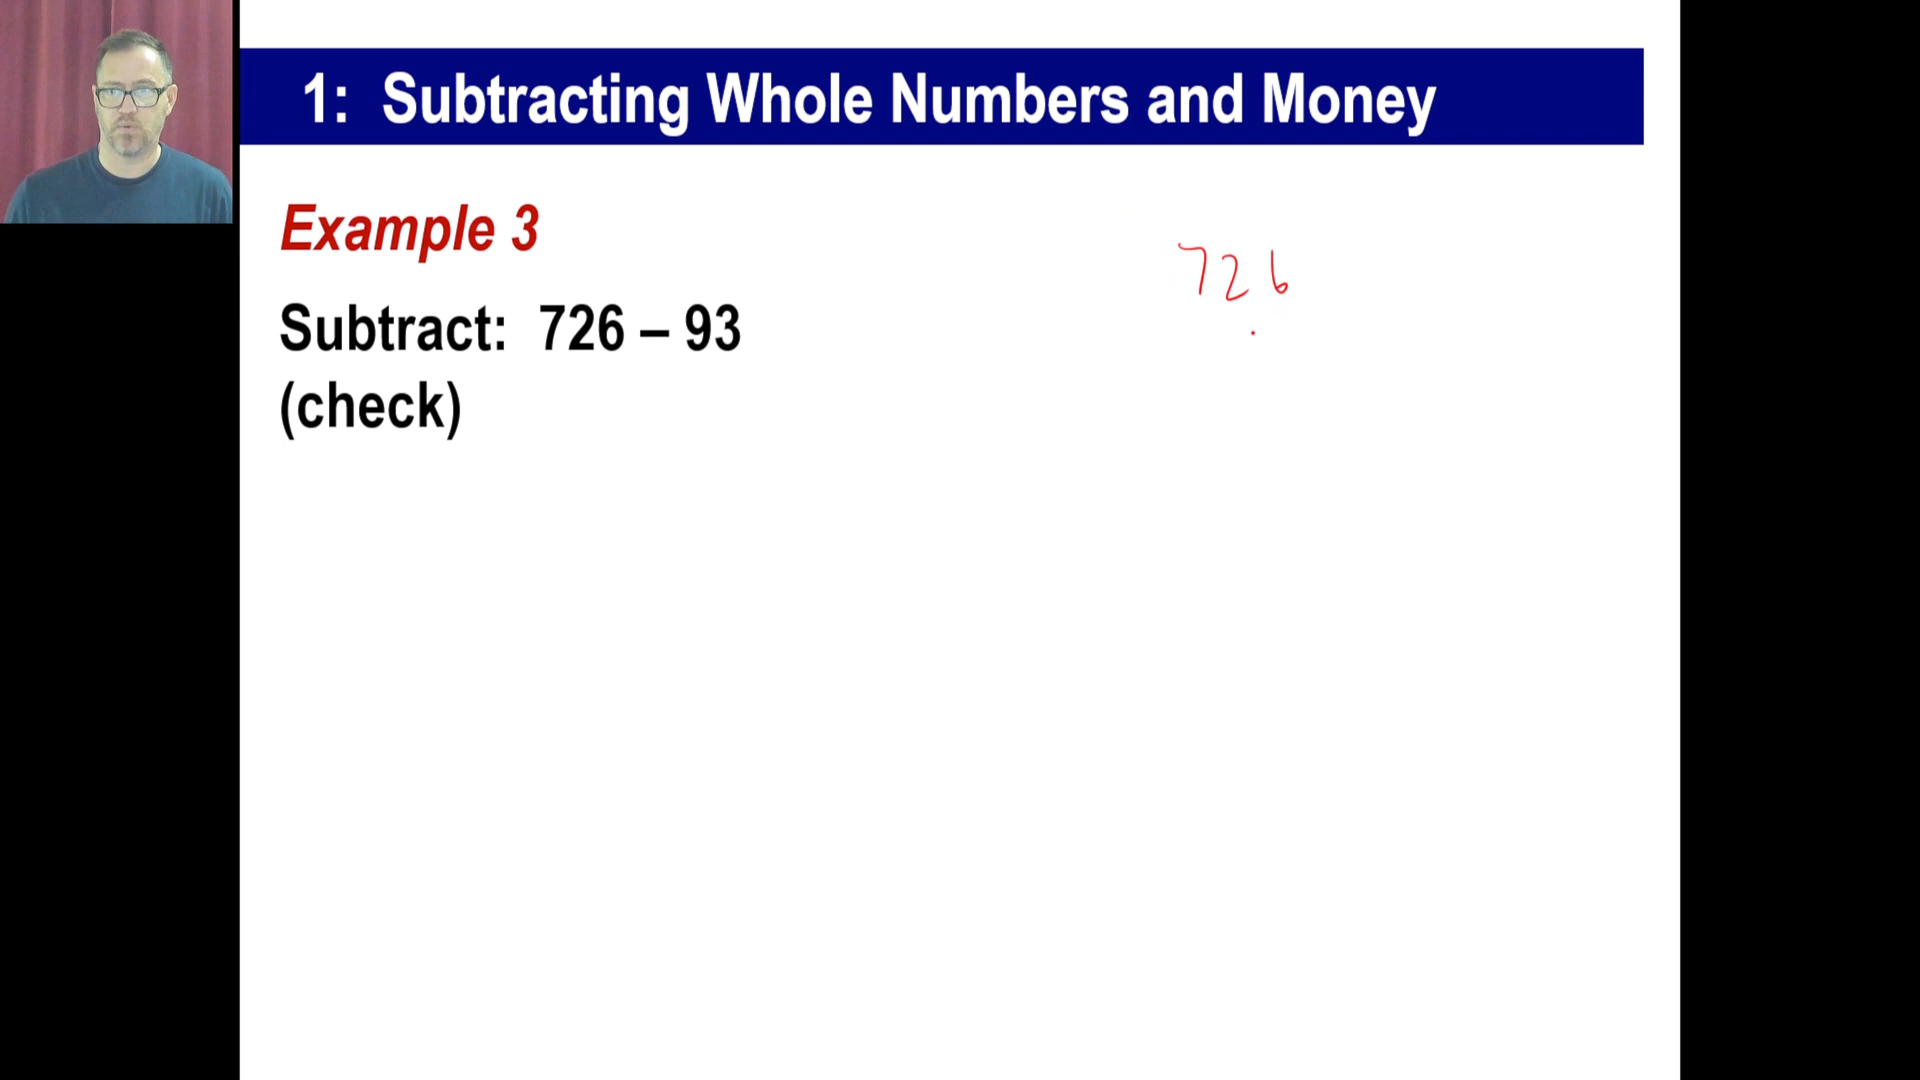 1: Subtracting Whole Numbers and Money
Example 3
726
Subtract: 726 – 93
(check)